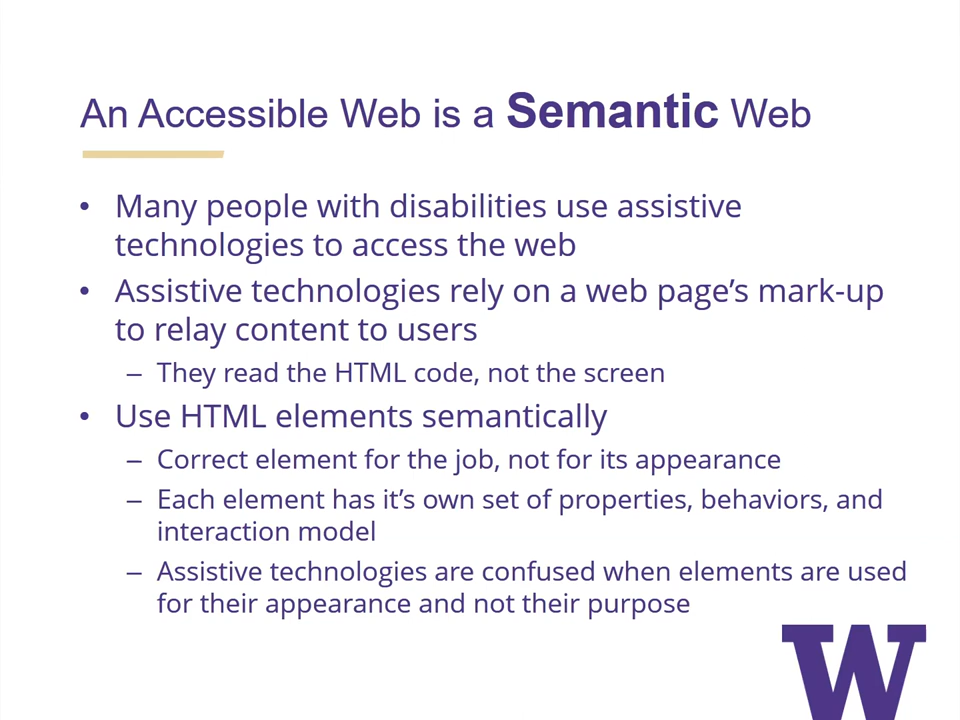 An Accessible Web is a Semantic Web
• Many people with disabilities use assistive
technologies to access the web
• Assistive technologies rely on a web page’s mark-up
to relay content to users
– They read the HTML code, not the screen
• Use HTML elements semantically
– Correct element for the job, not for its appearance
– Each element has it’s own set of properties, behaviors, and
interaction model
– Assistive technologies are confused when elements are used
for their appearance and not their purpose
W